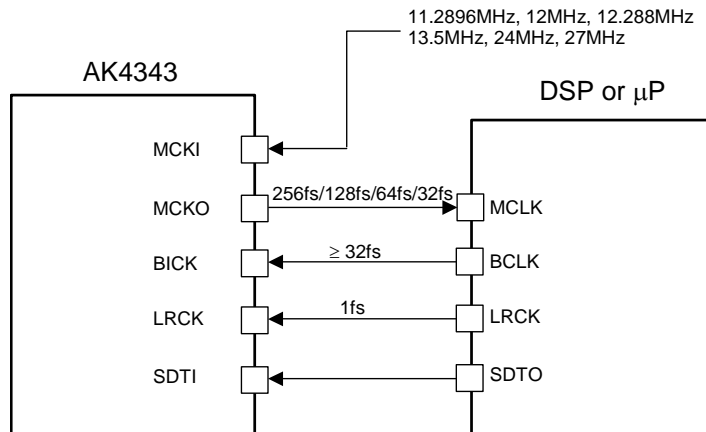 11.2896MHz, 12MHz, 12.288MHz
13.5MHz, 24MHz, 27MHz
AK4343
DSP or μP
MCKI
MCKO
256fs/128fs/64fs/32fs
MCLK
BICK
≥ 32fs
BCLK
LRCK
1fs
LRCK
SDTI
SDTO